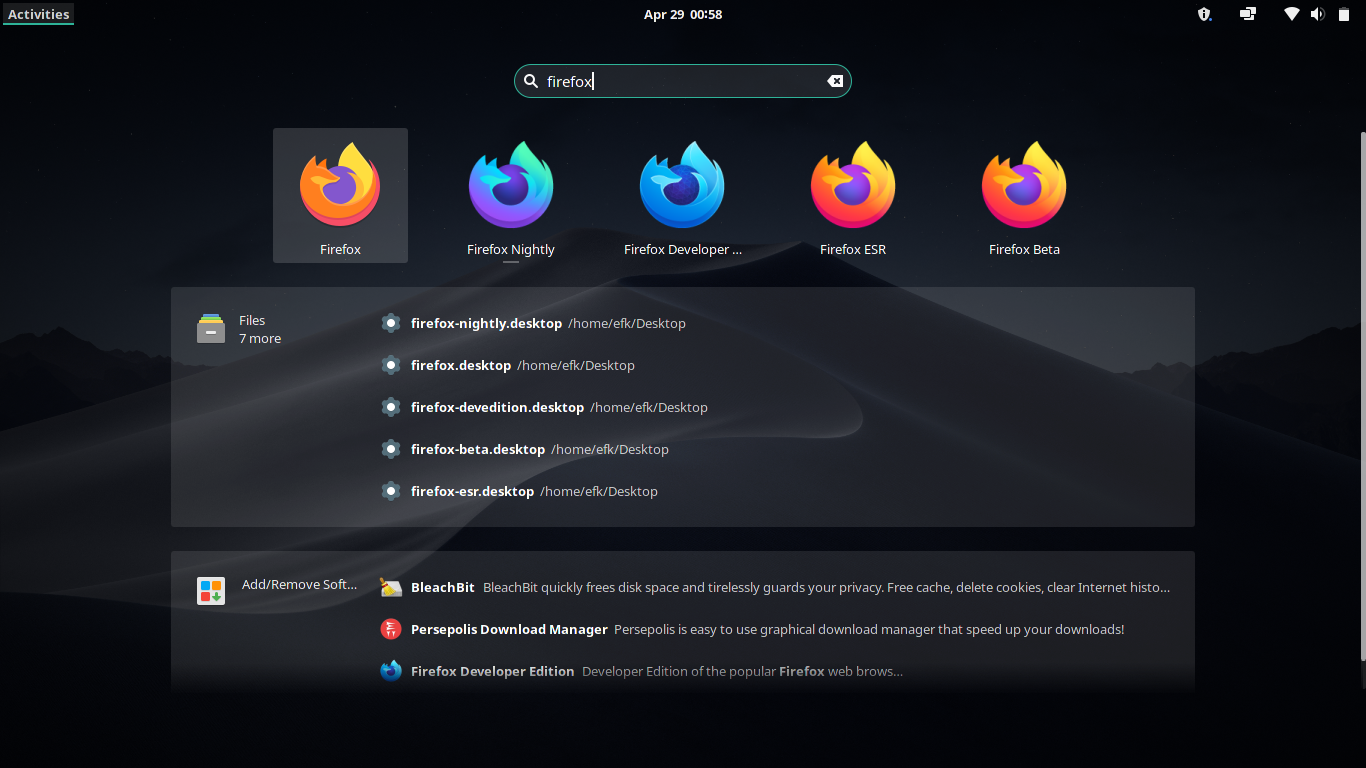 Activities
Apr 29 00:58
firefox
Firefox
Firefox Nightly
Firefox Developer ...
Firefox ESR
Firefox Beta
Files
7 more
firefox-nightly.desktop /home/efk/Desktop
firefox.desktop /home/efk/Desktop
firefox-devedition.desktop /home/efk/Desktop
firefox-beta.desktop /home/efk/Desktop
firefox-esr.desktop /home/efk/Desktop
Add/Remove Soft...
BleachBit BleachBit quickly frees disk space and tirelessly guards your privacy. Free cache, delete cookies, clear Internet histo...
Persepolis Download Manager Persepolis is easy to use graphical download manager that speed up your downloads!
Firefox Developer Edition Developer Edition of the popular Firefox web brows...